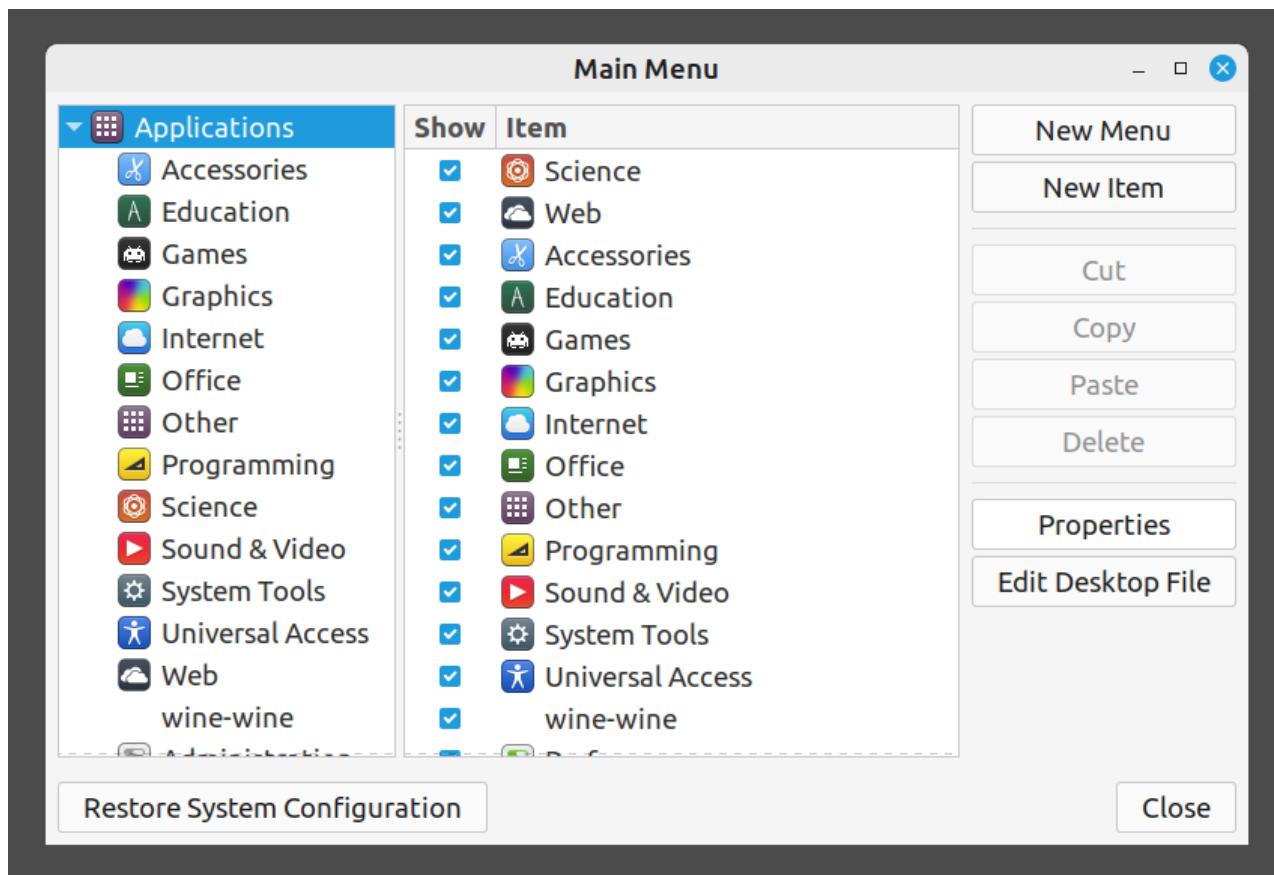 Main Menu
Applications
Accessories
Education
Games
Graphics
Internet
Office
Other
Programming
Science
Sound & Video
System Tools
Universal Access
Web
wine-wine
Show Item
Science
Web
Accessories
Education
Games
Graphics
Internet
Office
Other
Programming
Sound & Video
System Tools
Universal Access
wine-wine
New Menu
New Item
Cut
Copy
Paste
Delete
Properties
Edit Desktop File
Restore System Configuration
Close